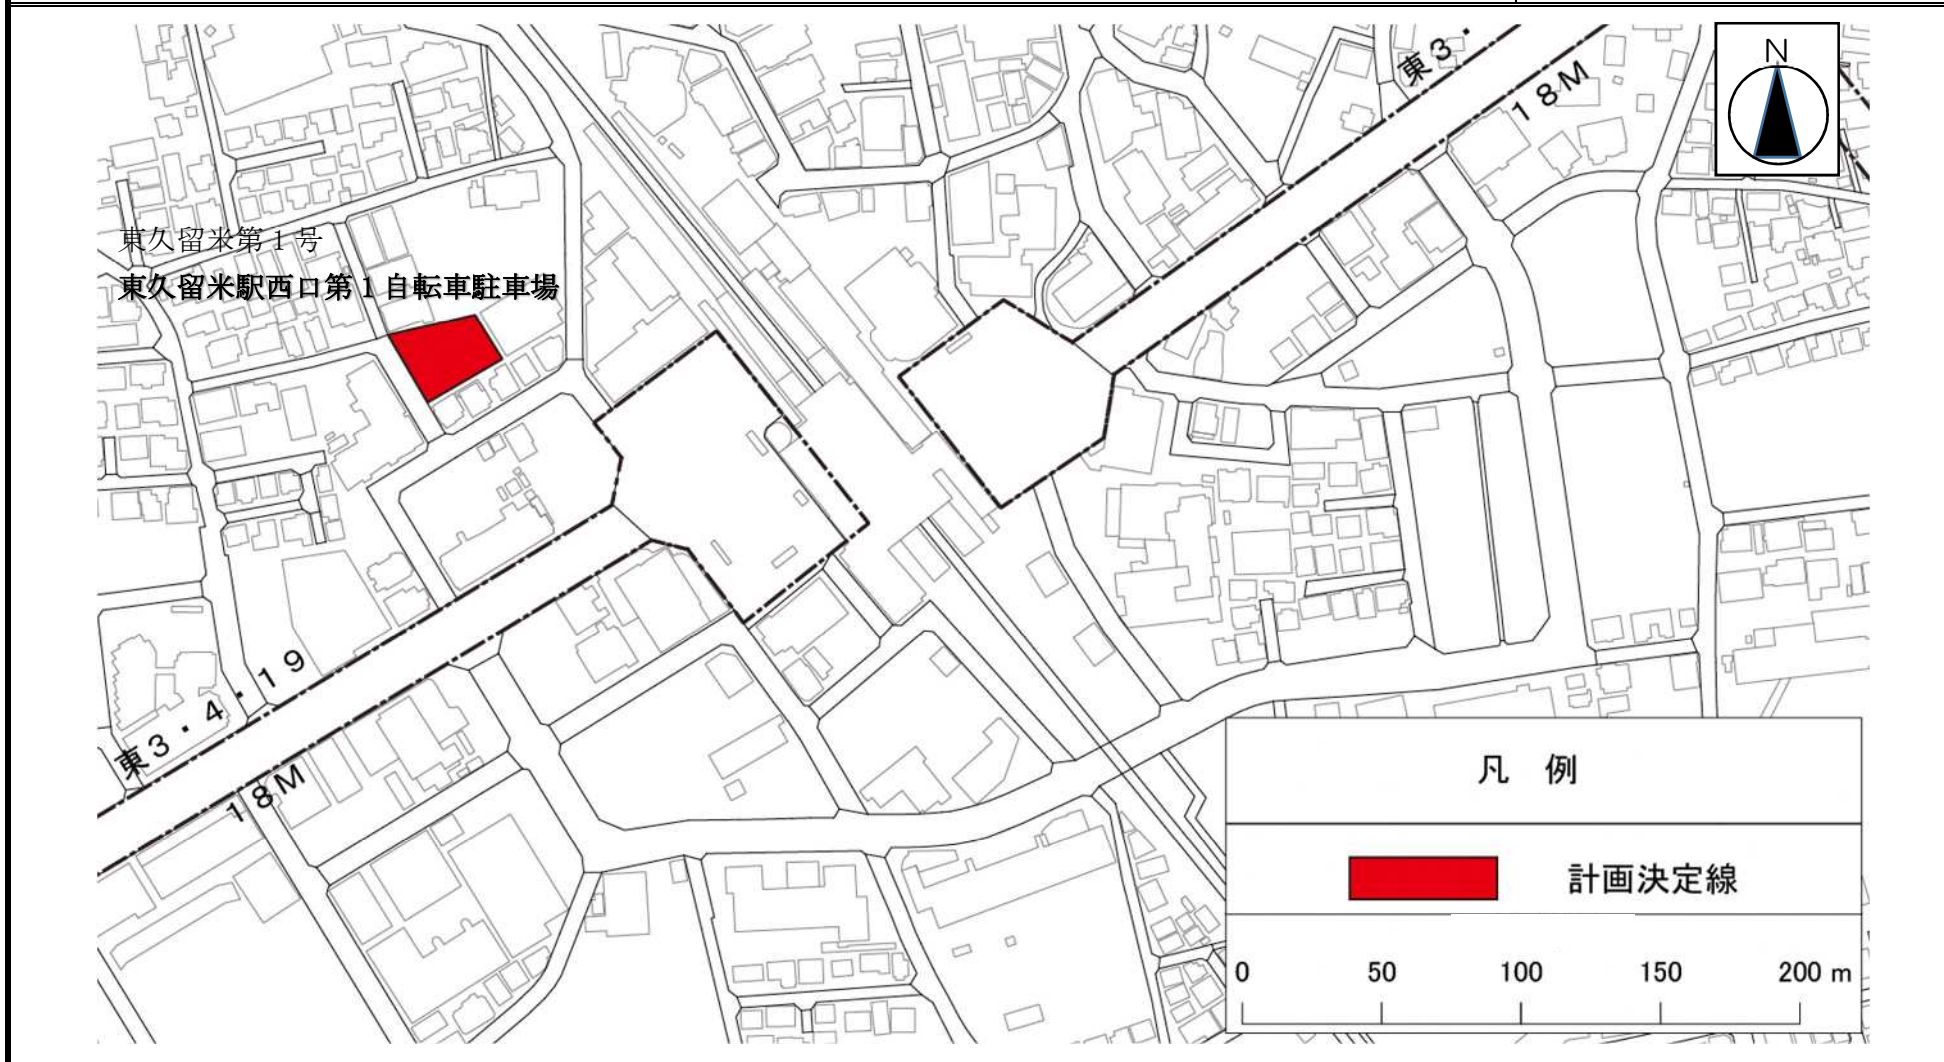 東3・
18M
N
東久留米第1号
東久留米駅西口第1自転車駐車場
東3・4・19
18M
凡 例
計画決定線
0 50 100 150 200 m